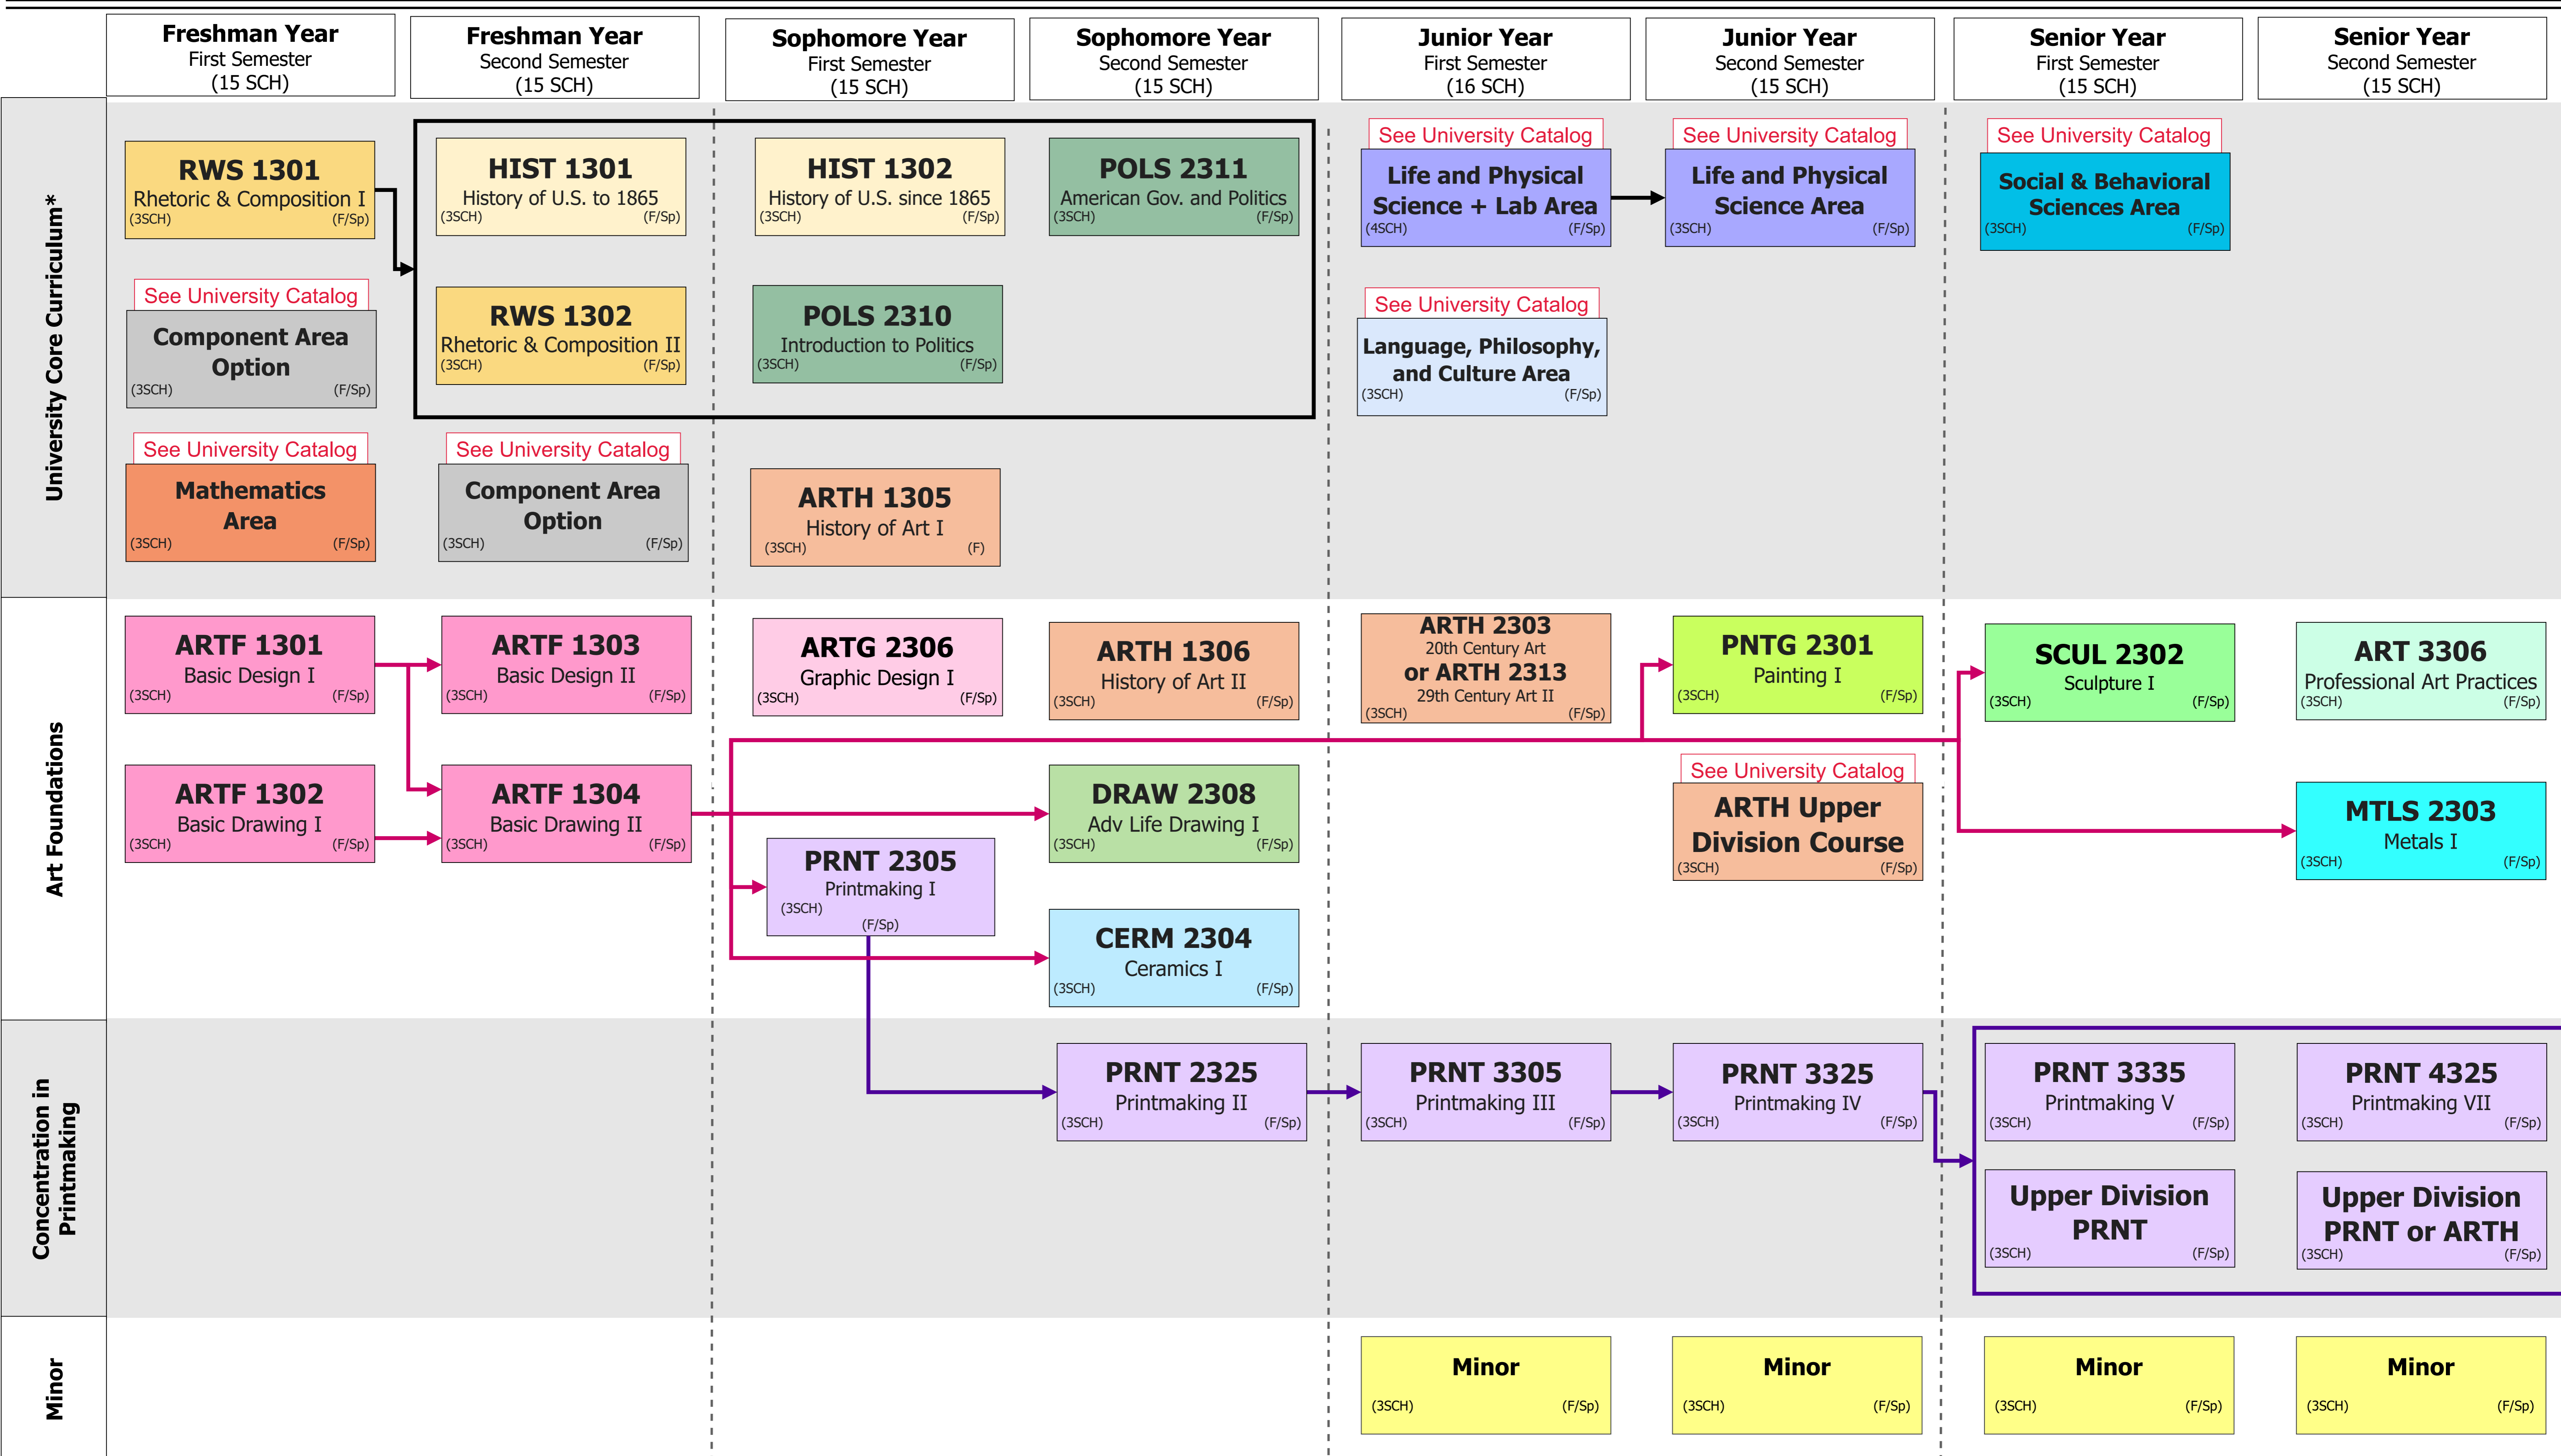 Freshman Year
First Semester
(15 SCH)
Freshman Year
Second Semester
(15 SCH)
Sophomore Year
First Semester
(15 SCH)
Sophomore Year
Second Semester
(15 SCH)
Junior Year
First Semester
(16 SCH)
Junior Year
Second Semester
(15 SCH)
Senior Year
First Semester
(15 SCH)
Senior Year
Second Semester
(15 SCH)
University Core Curriculum*
RWS 1301
Rhetoric & Composition I
(3SCH) (F/Sp)
HIST 1301
History of U.S. to 1865
(3SCH) (F/Sp)
HIST 1302
History of U.S. since 1865
(3SCH) (F/Sp)
POLS 2311
American Gov. and Politics
(3SCH) (F/Sp)
See University Catalog
Life and Physical
Science + Lab Area
(4SCH) (F/Sp)
See University Catalog
Life and Physical
Science Area
(3SCH) (F/Sp)
See University Catalog
Social & Behavioral
Sciences Area
(3SCH) (F/Sp)
See University Catalog
Component Area
Option
(3SCH) (F/Sp)
RWS 1302
Rhetoric & Composition II
(3SCH) (F/Sp)
POLS 2310
Introduction to Politics
(3SCH) (F/Sp)
See University Catalog
Language, Philosophy,
and Culture Area
(3SCH) (F/Sp)
See University Catalog
Mathematics
Area
(3SCH) (F/Sp)
See University Catalog
Component Area
Option
(3SCH) (F/Sp)
ARTH 1305
History of Art I
(3SCH) (F)
Art Foundations
ARTF 1301
Basic Design I
(3SCH) (F/Sp)
ARTF 1303
Basic Design II
(3SCH) (F/Sp)
ARTG 2306
Graphic Design I
(3SCH) (F/Sp)
ARTH 1306
History of Art II
(3SCH) (F/Sp)
ARTH 2303
20th Century Art
or ARTH 2313
29th Century Art II
(3SCH) (F/Sp)
PNTG 2301
Painting I
(3SCH) (F/Sp)
SCUL 2302
Sculpture I
(3SCH) (F/Sp)
ART 3306
Professional Art Practices
(3SCH) (F/Sp)
ARTF 1302
Basic Drawing I
(3SCH) (F/Sp)
ARTF 1304
Basic Drawing II
(3SCH) (F/Sp)
PRNT 2305
Printmaking I
(3SCH)
(F/Sp)
DRAW 2308
Adv Life Drawing I
(3SCH) (F/Sp)
See University Catalog
ARTH Upper
Division Course
(3SCH) (F/Sp)
MTLS 2303
Metals I
(3SCH) (F/Sp)
CERM 2304
Ceramics I
(3SCH) (F/Sp)
Concentration in
Printmaking
PRNT 2325
Printmaking II
(3SCH) (F/Sp)
PRNT 3305
Printmaking III
(3SCH) (F/Sp)
PRNT 3325
Printmaking IV
(3SCH) (F/Sp)
PRNT 3335
Printmaking V
(3SCH) (F/Sp)
PRNT 4325
Printmaking VII
(3SCH) (F/Sp)
Upper Division
PRNT
(3SCH) (F/Sp)
Upper Division
PRNT or ARTH
(3SCH) (F/Sp)
Minor
Minor
(3SCH) (F/Sp)
Minor
(3SCH) (F/Sp)
Minor
(3SCH) (F/Sp)
Minor
(3SCH) (F/Sp)